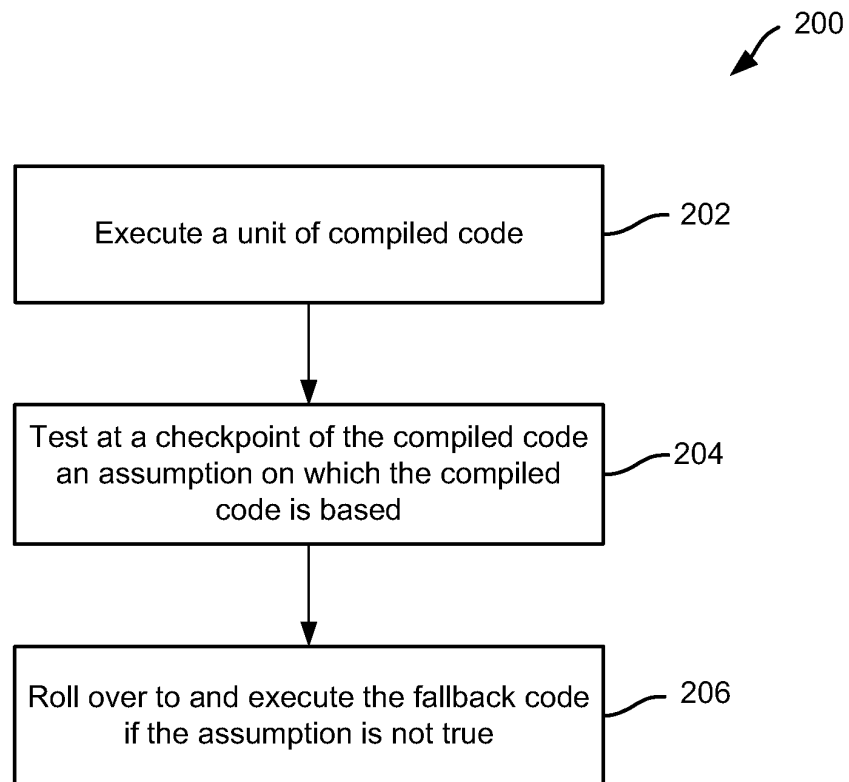 200
Execute a unit of compiled code
202
Test at a checkpoint of the compiled code
an assumption on which the compiled
code is based
204
Roll over to and execute the fallback code
if the assumption is not true
206